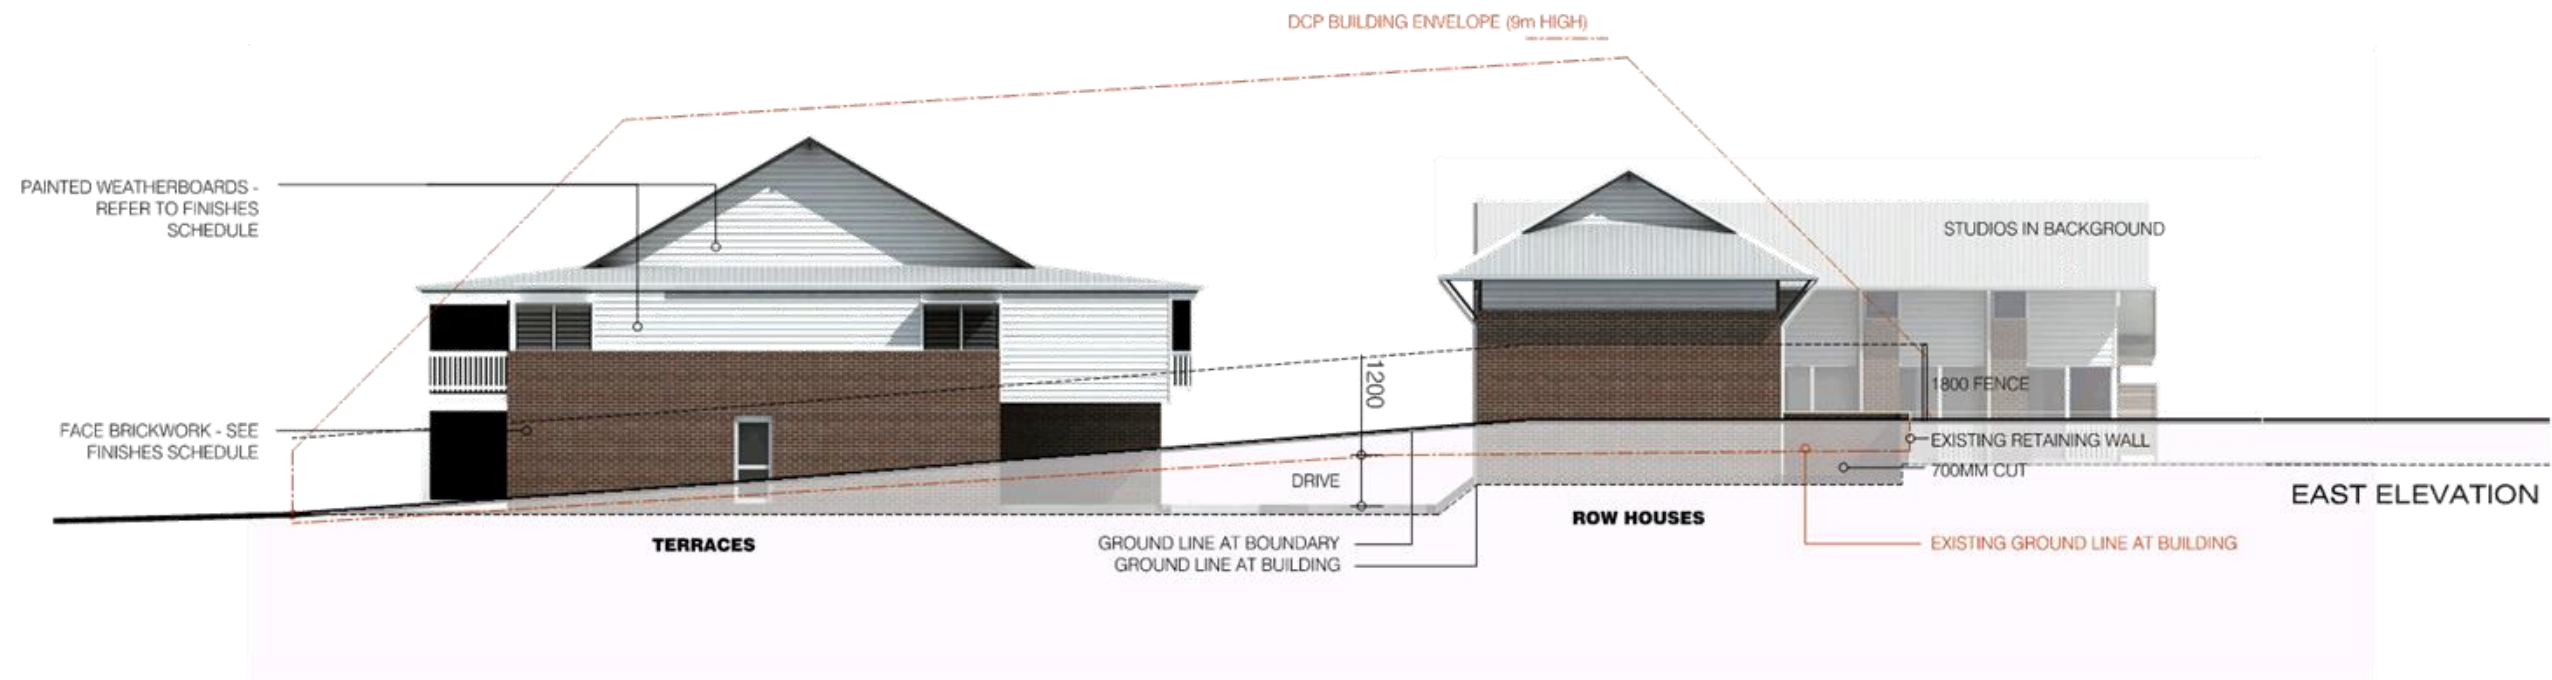 DCP BUILDING ENVELOPE (9m HIGH)
PAINTED WEATHERBOARDS -
REFER TO FINISHES
SCHEDULE
STUDIOS IN BACKGROUND
1200
1800 FENCE
FACE BRICKWORK - SEE
FINISHES SCHEDULE
EXISTING RETAINING WALL
700MM CUT
DRIVE
EAST ELEVATION
ROW HOUSES
TERRACES
GROUND LINE AT BOUNDARY
GROUND LINE AT BUILDING
EXISTING GROUND LINE AT BUILDING